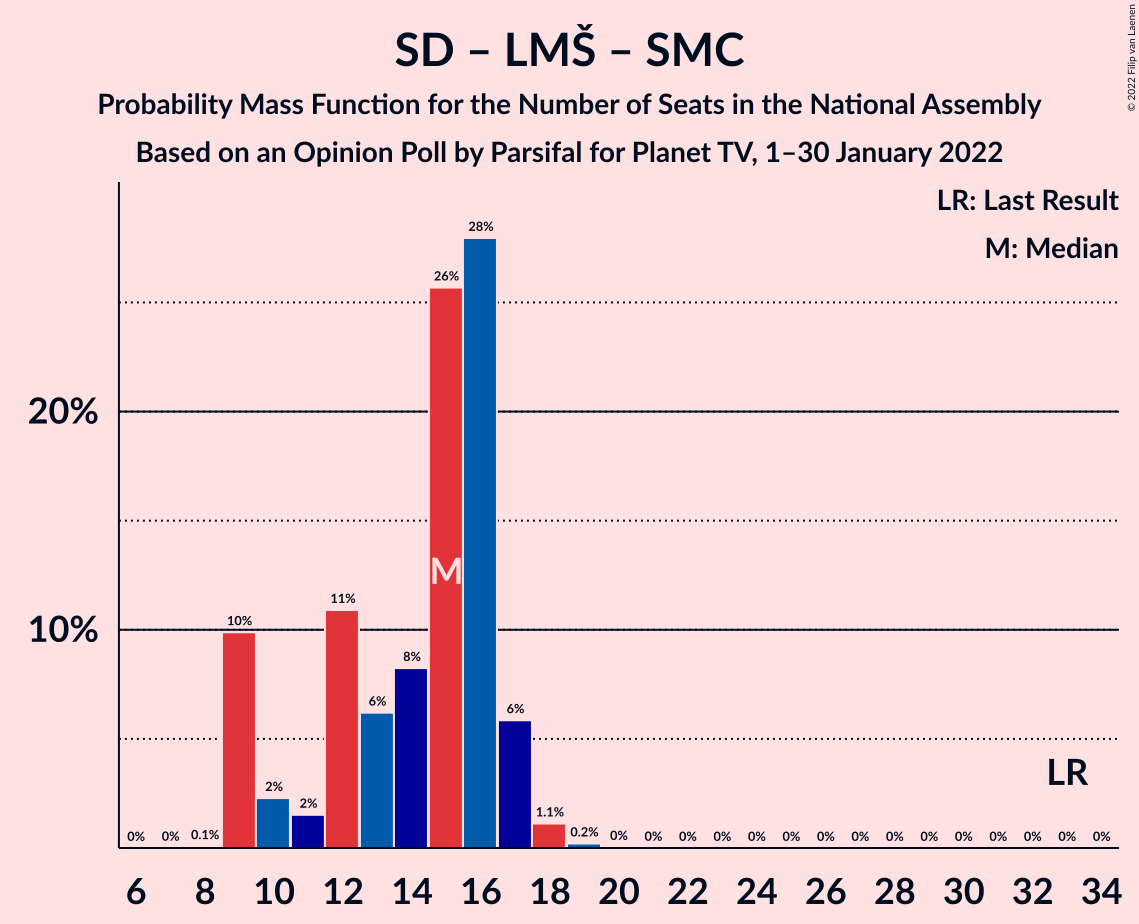 SD – LMŠ – SMC
Probability Mass Function for the Number of Seats in the National Assembly
Based on an Opinion Poll by Parsifal for Planet TV, 1–30 January 2022
© 2022 Filip van Laenen
LR: Last Result
M: Median
20%
10%
0% 0% 0.1% 10% 2% 2% 11% 6% 8% 26% 28% 6% 1.1% 0.2% 0% 0% 0% 0% 0% 0% 0% 0% 0% 0% 0% 0% 0% 0% 0%
M
LR
6 8 10 12 14 16 18 20 22 24 26 28 30 32 34